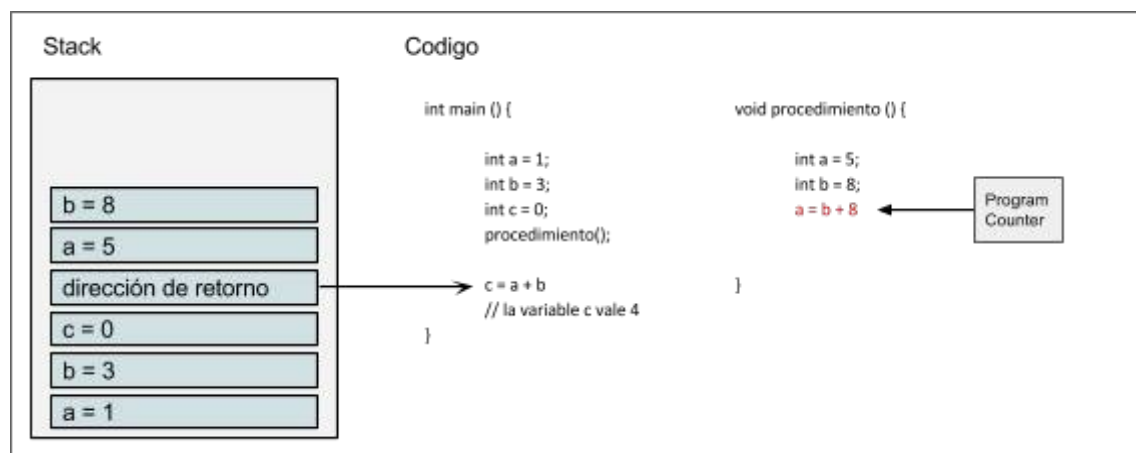 Stack
b = 8
a = 5
dirección de retorno
c = 0
b = 3
a = 1
Codigo
int main () {
int a = 1;
int b = 3;
int c = 0;
procedimiento();
c = a + b
// la variable c vale 4
}
void procedimiento () {
int a = 5;
int b = 8;
a = b + 8
}
Program
Counter